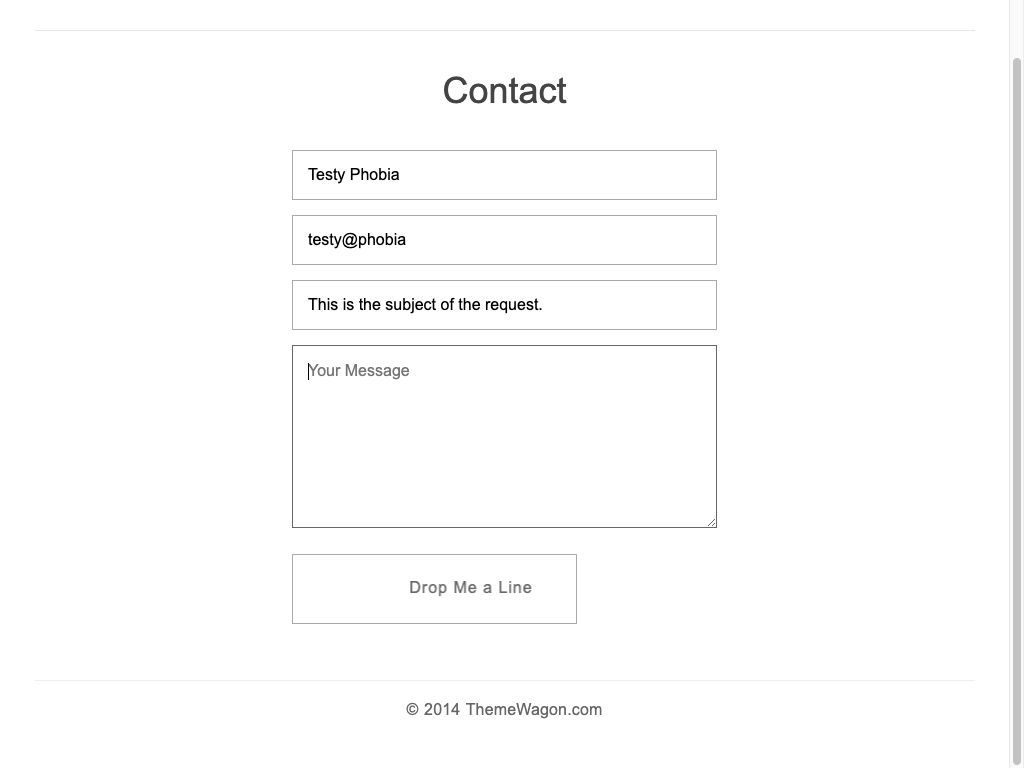 Contact
Testy Phobia
testy@phobia
This is the subject of the request.
Your Message
Drop Me a Line
© 2014 ThemeWagon.com